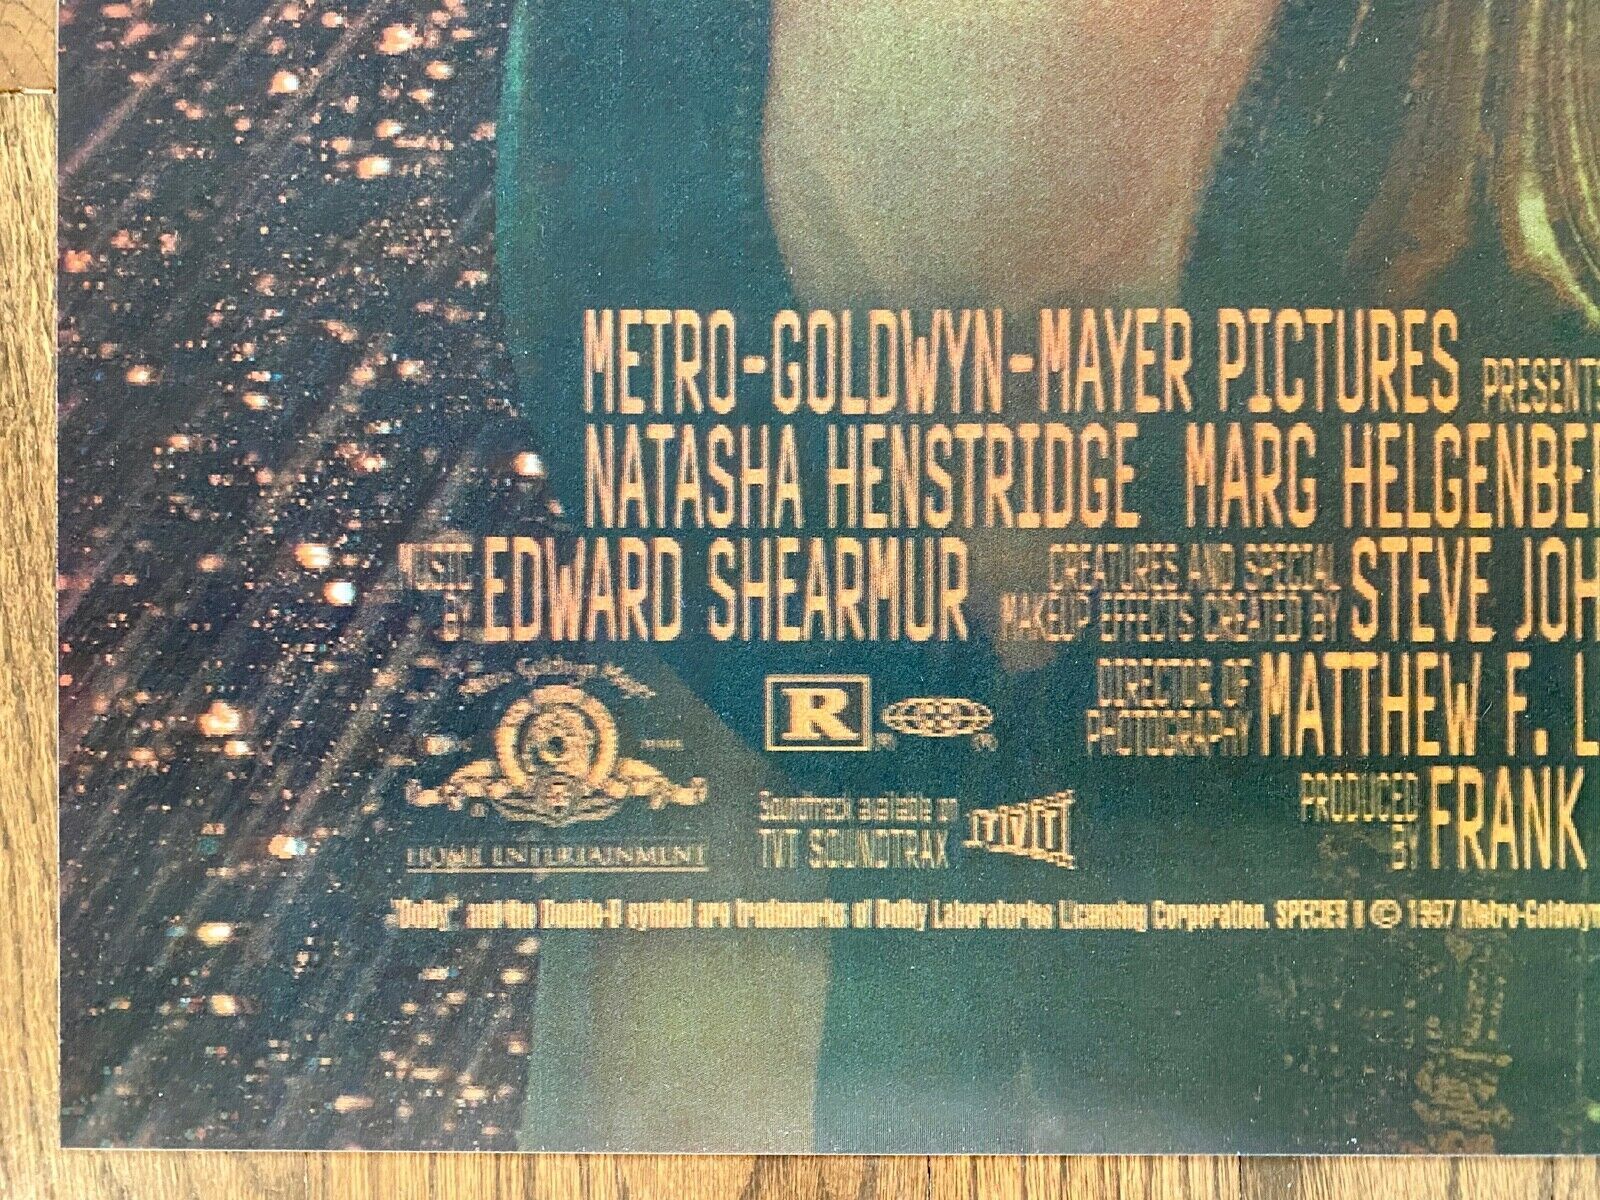 METRO-GOLDWYN-MAYER PICTURES PRESENTS
NATASHA HENSTRIDGE MARG HELGENBER
MUSIC BY EDWARD SHEARMUR CREATURES AND SPECIAL MAKEUP EFFECTS CREATED BY STEVE JOH
DIRECTOR OF PHOTOGRAPHY MATTHEW F. L
PRODUCED BY FRANK
R
Soundtrack available on
TVT SOUNDTRAX
HOME ENTERTAINMENT
"Dolby" and the Double-D symbol are trademarks of Dolby Laboratories Licensing Corporation. SPECIES II © 1997 Metro-Goldwyn